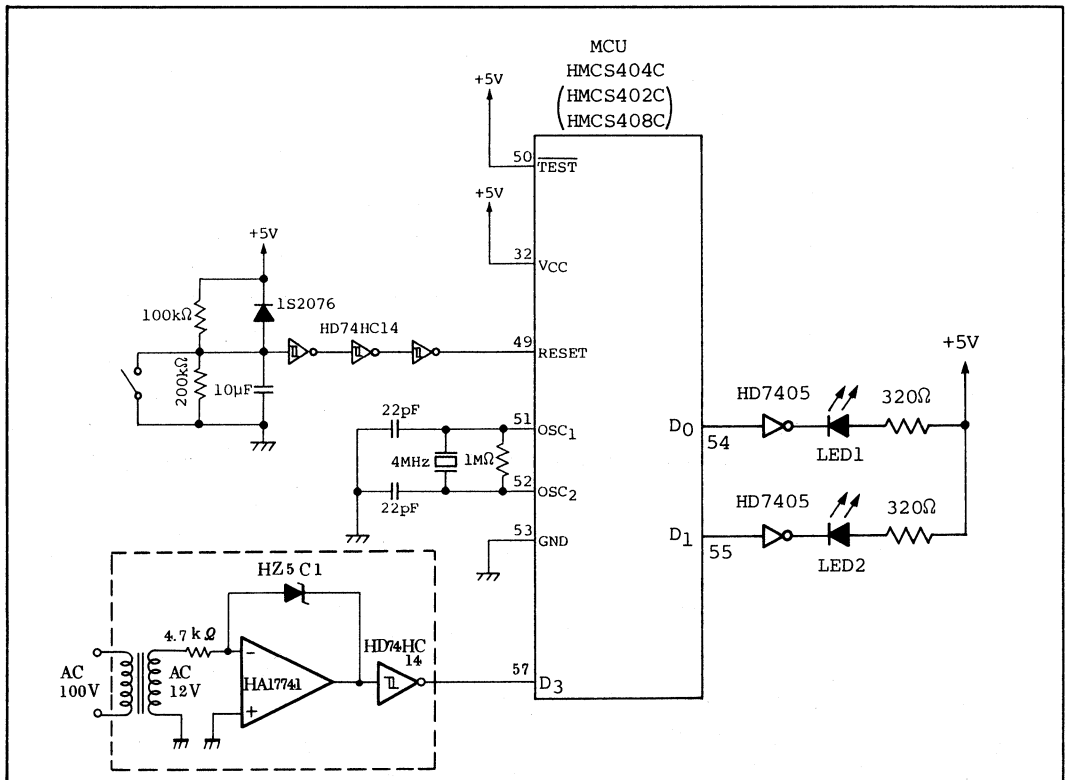 MCU
HMCS404C
(HMCS402C
HMCS408C)
+5V
50
TEST
+5V
32
VCC
+5V
1S2076
100kΩ
HD74HC14
49
RESET
200kΩ
10μF
22pF
51
OSC1
4MHz
1MΩ
52
OSC2
22pF
53
GND
+5V
HD7405
320Ω
D0
54
LED1
HD7405
320Ω
D1
55
LED2
HZ5C1
4.7kΩ
HD74HC
14
57
D3
AC
100V
AC
12V
−
HA17741
+